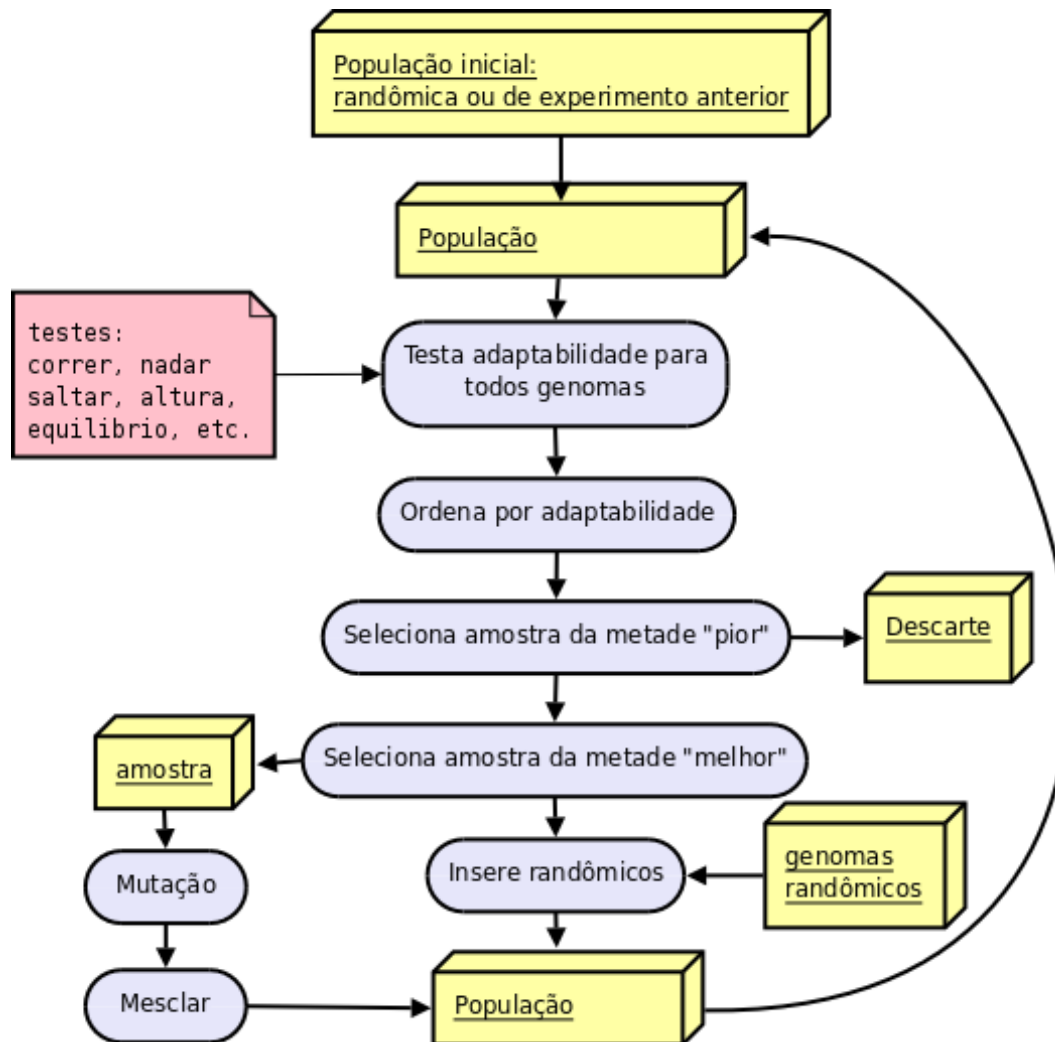 População inicial:
randômica ou de experimento anterior
População
testes:
correr, nadar
saltar, altura,
equilibrio, etc.
Testa adaptabilidade para
todos genomas
Ordena por adaptabilidade
Seleciona amostra da metade "pior"
Descarte
Seleciona amostra da metade "melhor"
amostra
Mutação
Insere randômicos
genomas
randômicos
Mesclar
População